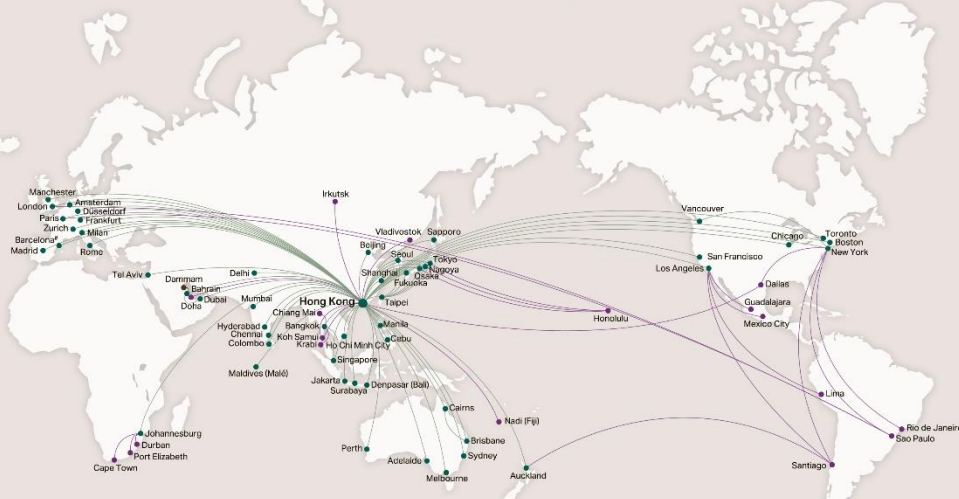 Manchester
London
Amsterdam
Düsseldorf
Paris
Frankfurt
Zurich
Milan
Barcelona#
Madrid
Rome
Irkutsk
Vladivostok
Sapporo
Beijing
Seoul
Tokyo
Nagoya
Osaka
Shanghai
Fukuoka
Tel Aviv
Delhi
Dammam
Bahrain
Dubai
Doha
Mumbai
Hong Kong
Taipei
Chiang Mai
Hyderabad
Bangkok
Manila
Chennai
Koh Samui
Cebu
Colombo
Krabi
Ho Chi Minh City
Singapore
Maldives (Malé)
Jakarta
Surabaya
Denpasar (Bali)
Cairns
Nadi (Fiji)
Johannesburg
Durban
Port Elizabeth
Cape Town
Perth
Brisbane
Sydney
Adelaide
Melbourne
Auckland
Honolulu
Vancouver
Toronto
Chicago
Boston
New York
San Francisco
Los Angeles
Dallas
Guadalajara
Mexico City
Lima
Rio de Janeiro
Sao Paulo
Santiago